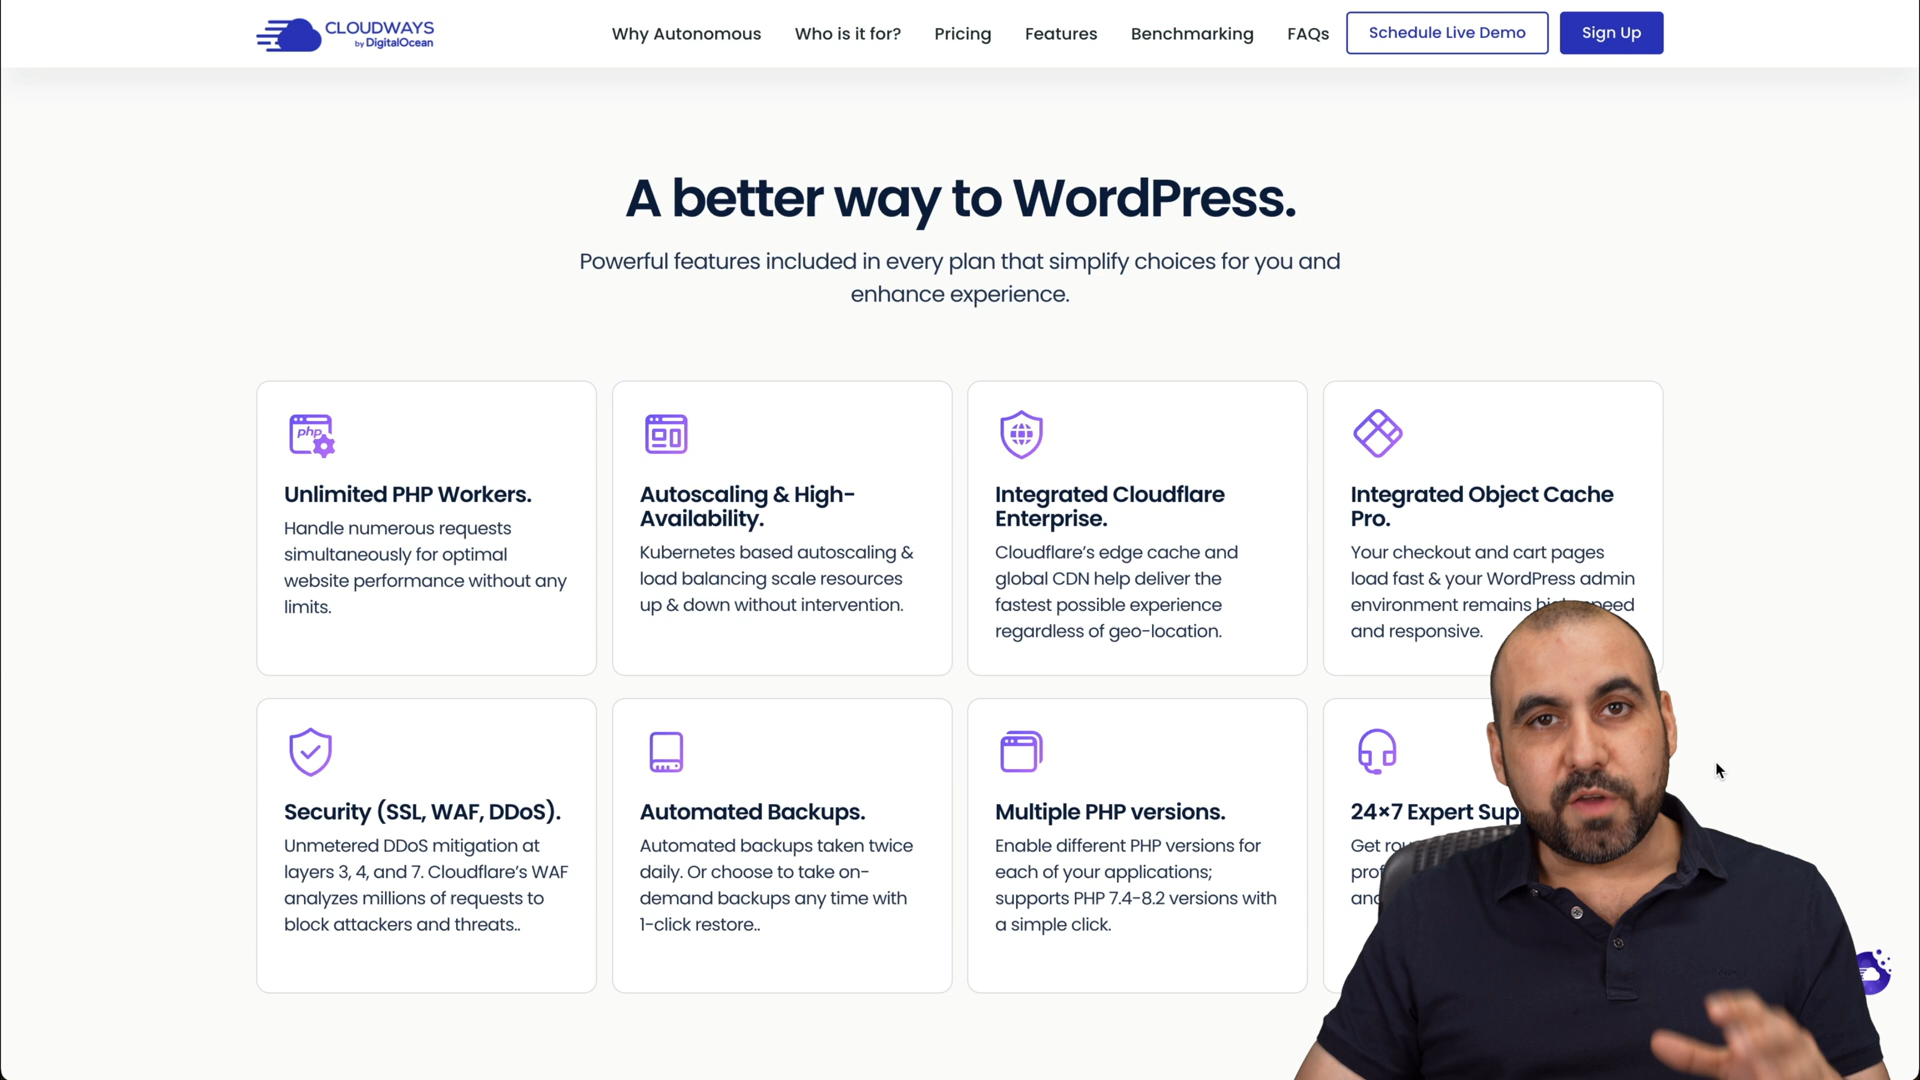 CLOUDWAYS
by DigitalOcean
Why Autonomous
Who is it for?
Pricing
Features
Benchmarking
FAQs
Schedule Live Demo
Sign Up
A better way to WordPress.
Powerful features included in every plan that simplify choices for you and
enhance experience.
php
Unlimited PHP Workers.
Handle numerous requests
simultaneously for optimal
website performance without any
limits.
Autoscaling & High-
Availability.
Kubernetes based autoscaling &
load balancing scale resources
up & down without intervention.
Integrated Cloudflare
Enterprise.
Cloudflare's edge cache and
global CDN help deliver the
fastest possible experience
regardless of geo-location.
Integrated Object Cache
Pro.
Your checkout and cart pages
load fast & your WordPress admin
environment remains
and responsive.
Security (SSL, WAF, DDoS).
Unmetered DDoS mitigation at
layers 3, 4, and 7. Cloudflare's WAF
analyzes millions of requests to
block attackers and threats..
Automated Backups.
Automated backups taken twice
daily. Or choose to take on-
demand backups any time with
1-click restore..
Multiple PHP versions.
Enable different PHP versions for
each of your applications;
supports PHP 7.4-8.2 versions with
a simple click.
24×7 Expert
Get